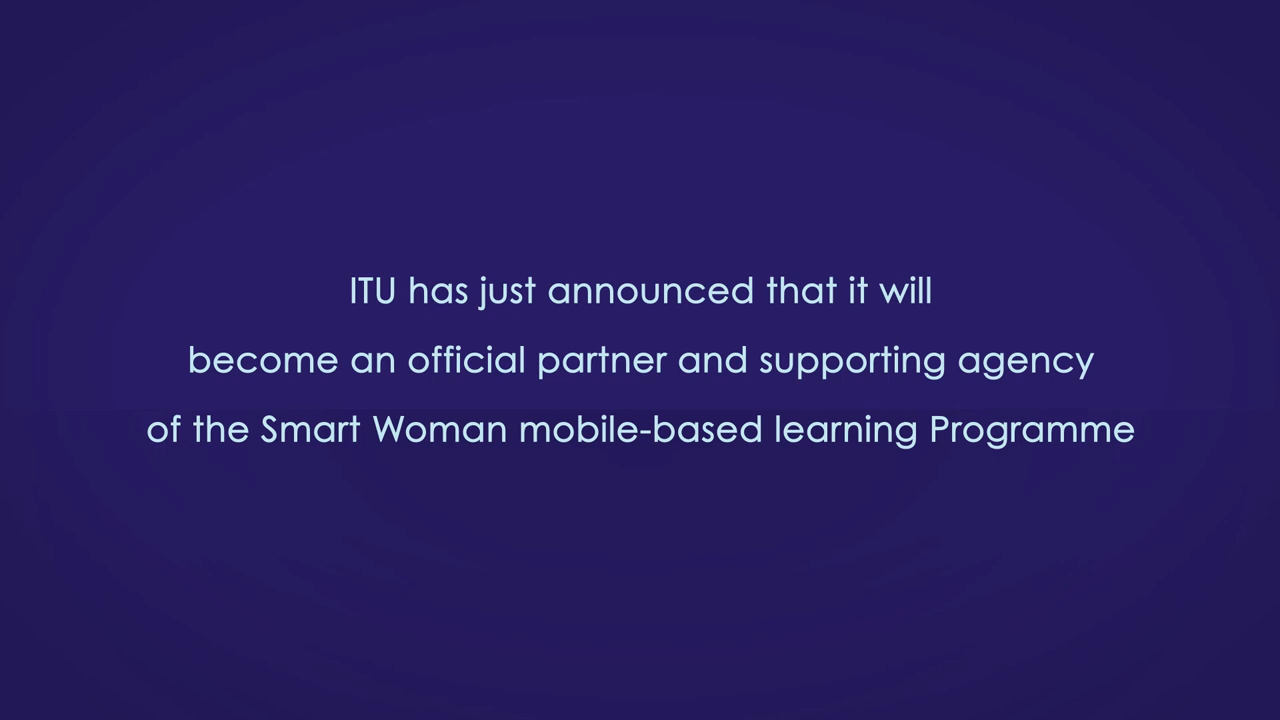 ITU has just announced that it will
become an official partner and supporting agency
of the Smart Woman mobile-based learning Programme